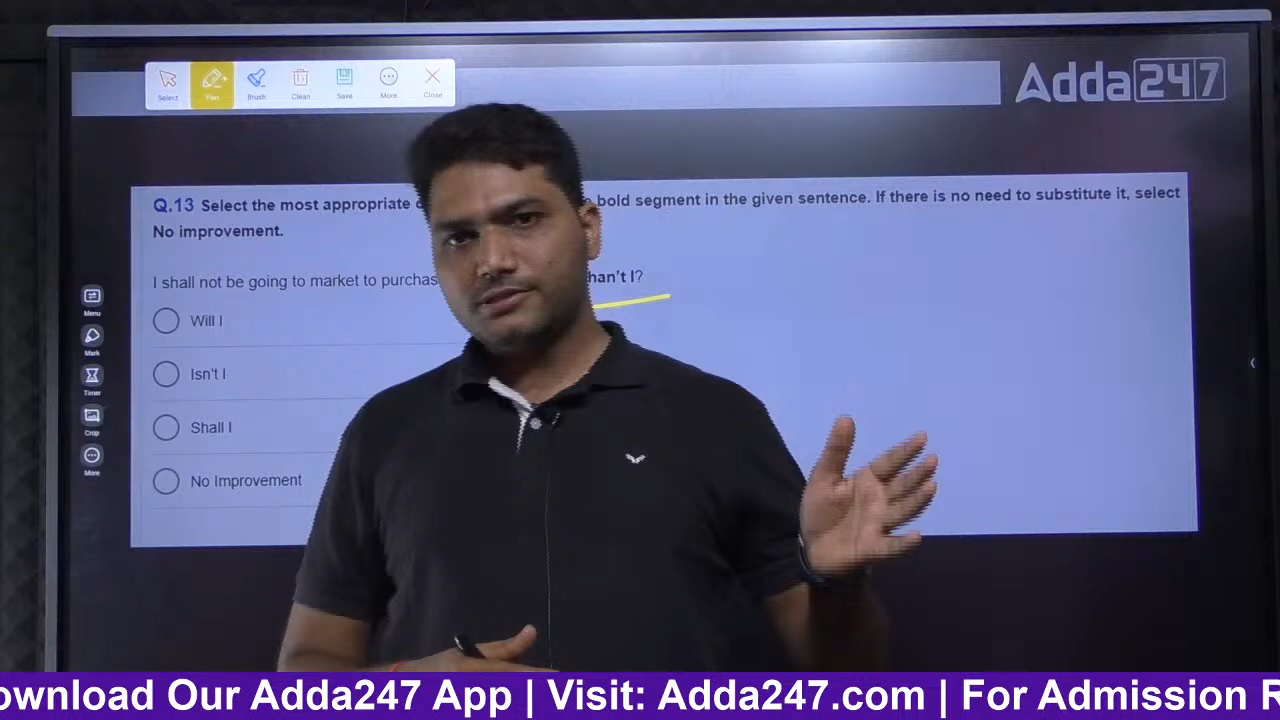 Select
Pen
Brush
Clean
Save
More
Close
Adda247
Q.13 Select the most appropriate bold segment in the given sentence. If there is no need to substitute it, select
No improvement.
I shall not be going to market to purchas han't I?
Menu
Will I
Mark
Isn't I
Timer
Crop
Shall I
More
No Improvement
ownload Our Adda247 App | Visit: Adda247.com | For Admission R